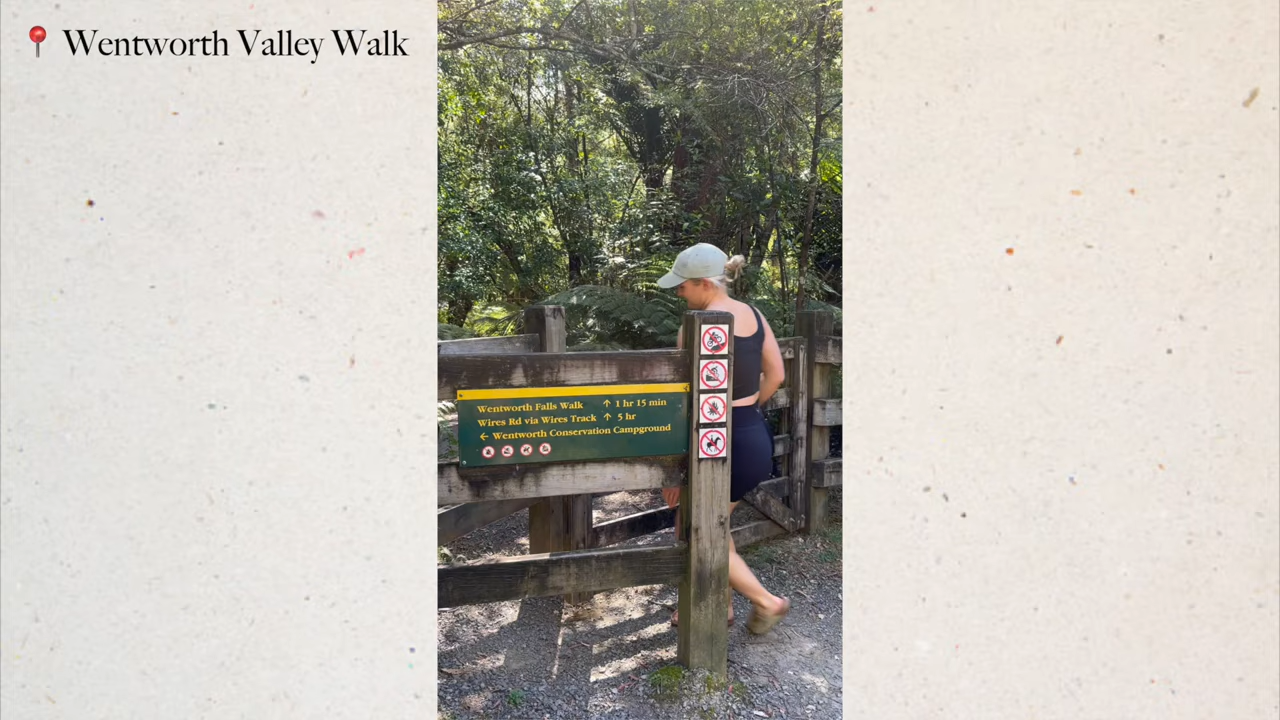 Wentworth Valley Walk
Wentworth Falls Walk ↑ 1 hr 15 min
Wires Rd via Wires Track ↑ 5 hr
← Wentworth Conservation Campground